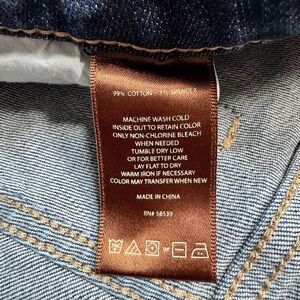 99% COTTON 1% SPANDEX
MACHINE WASH COLD
INSIDE OUT TO RETAIN COLOR
ONLY NON-CHLORINE BLEACH
WHEN NEEDED
TUMBLE DRY LOW
OR FOR BETTER CARE
LAY FLAT TO DRY
WARM IRON IF NECESSARY
COLOR MAY TRANSFER WHEN NEW
MADE IN CHINA
RN# 58539
or